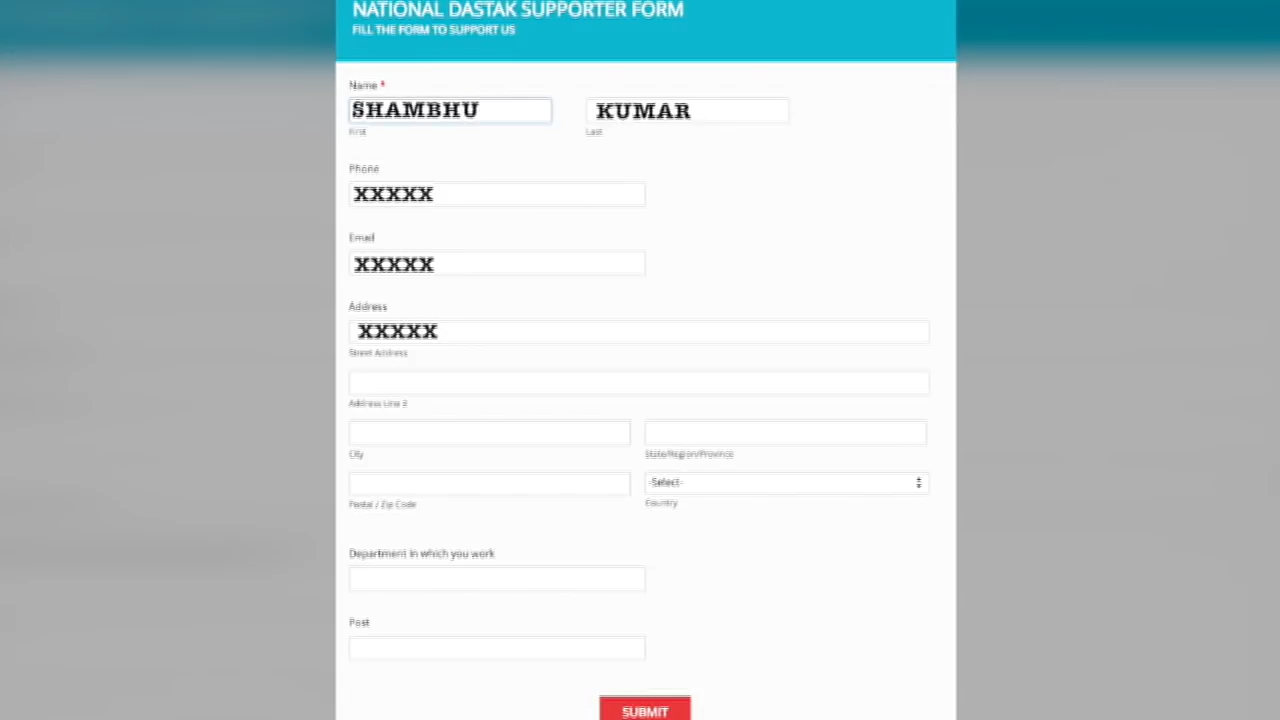 NATIONAL DASTAK SUPPORTER FORM
FILL THE FORM TO SUPPORT US
Name *
SHAMBHU KUMAR
First Last
Phone
XXXXX
Email
XXXXX
Address
XXXXX
Street Address
Address Line 2
City State/Region/Province
-Select-
Postal / Zip Code Country
Department in which you work
Post
SUBMIT